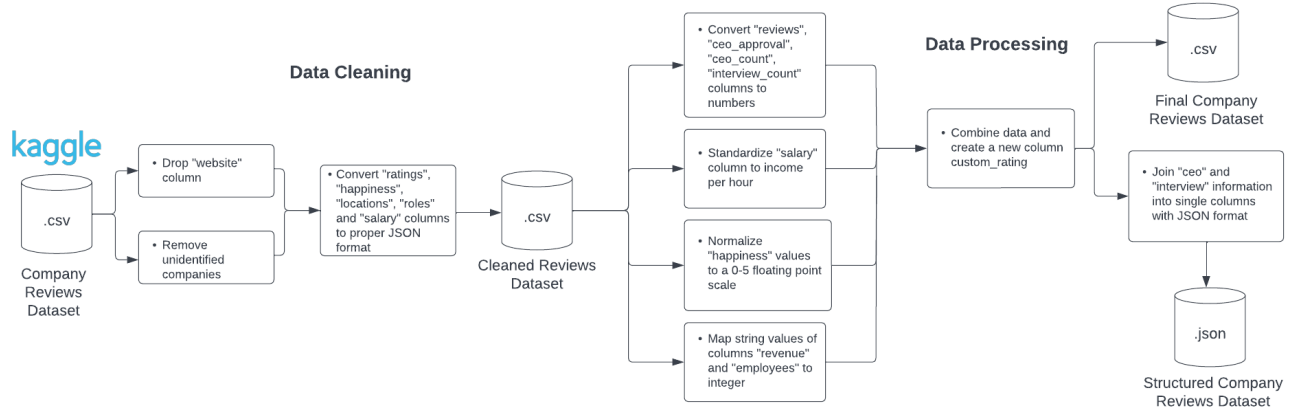 Data Cleaning
kaggle
.csv
Company
Reviews
Dataset
• Drop "website"
column
• Remove
unidentified
companies
• Convert "ratings",
"happiness",
"locations", "roles"
and "salary" columns
to proper JSON
format
.csv
Cleaned Reviews
Dataset
• Convert "reviews",
"ceo_approval",
"ceo_count",
"interview_count"
columns to
numbers
• Standardize "salary"
column to income
per hour
• Normalize
"happiness" values
to a 0-5 floating point
scale
• Map string values of
columns "revenue"
and "employees" to
integer
Data Processing
• Combine data and
create a new column
custom_rating
.csv
Final Company
Reviews Dataset
• Join "ceo" and
"interview" information
into single columns
with JSON format
.json
Structured Company
Reviews Dataset